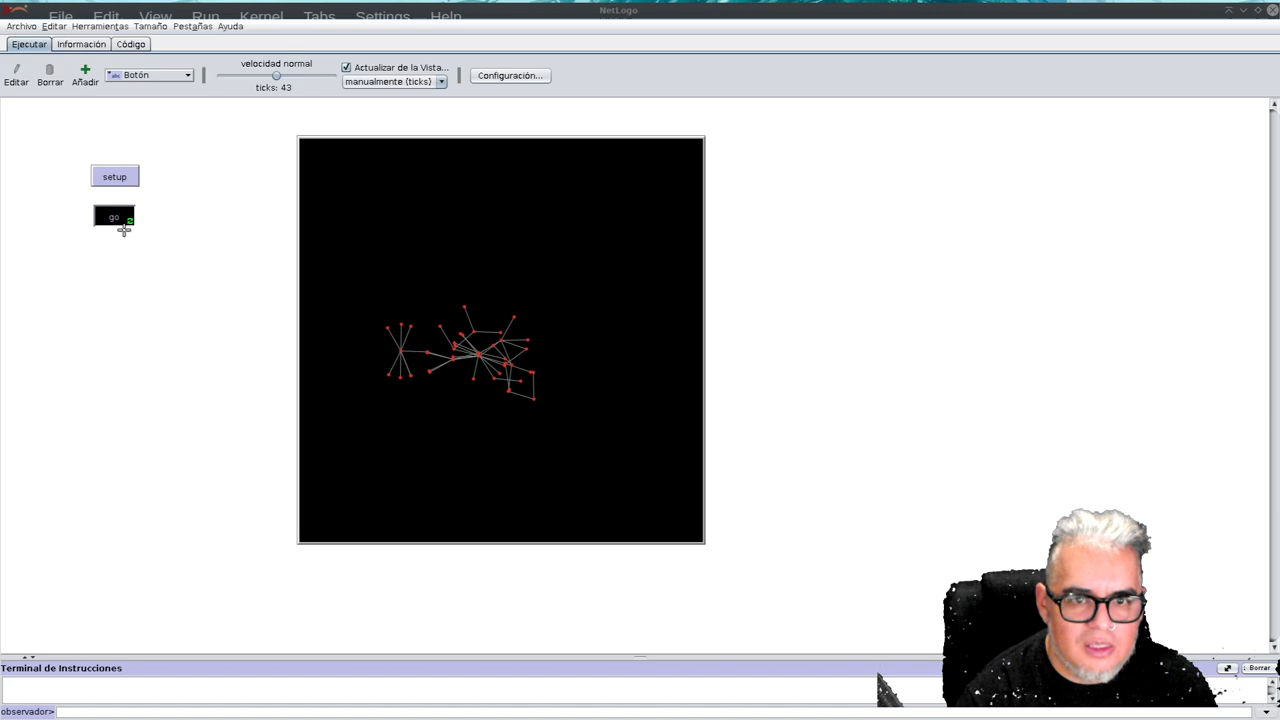 File Edit View Run Kernel Tabs Settings Help
NetLogo
Archivo Editar Herramientas Tamaño Pestañas Ayuda
Ejecutar Información Código
Editar Borrar Añadir
Botón
velocidad normal
ticks: 43
Actualizar de la Vista...
manualmente (ticks)
Configuración...
setup
go
Terminal de Instrucciones
Borrar
observador>